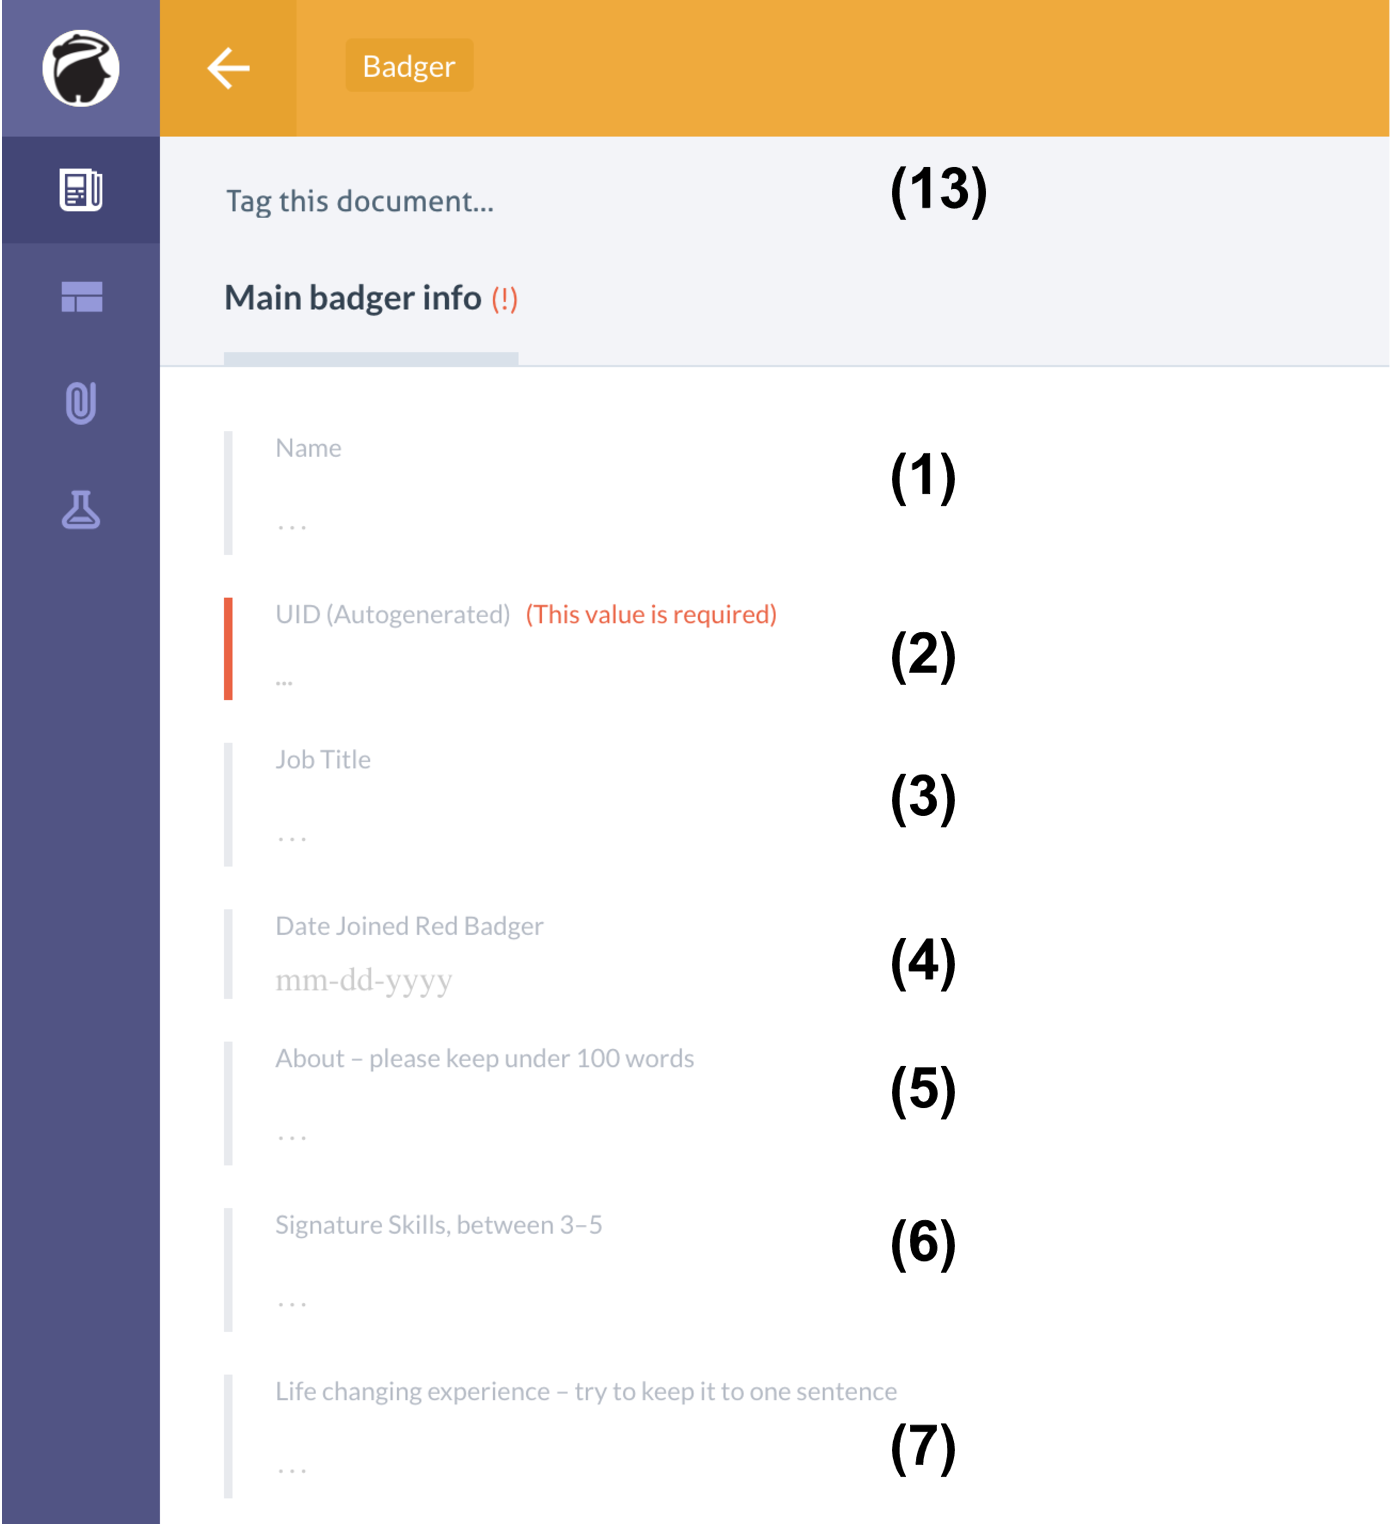 Badger
Tag this document... (13)
Main badger info (!)
Name
(1)
...
UID (Autogenerated) (This value is required)
(2)
...
Job Title
(3)
...
Date Joined Red Badger
(4)
mm-dd-yyyy
About – please keep under 100 words
(5)
...
Signature Skills, between 3–5
(6)
...
Life changing experience – try to keep it to one sentence
(7)
...